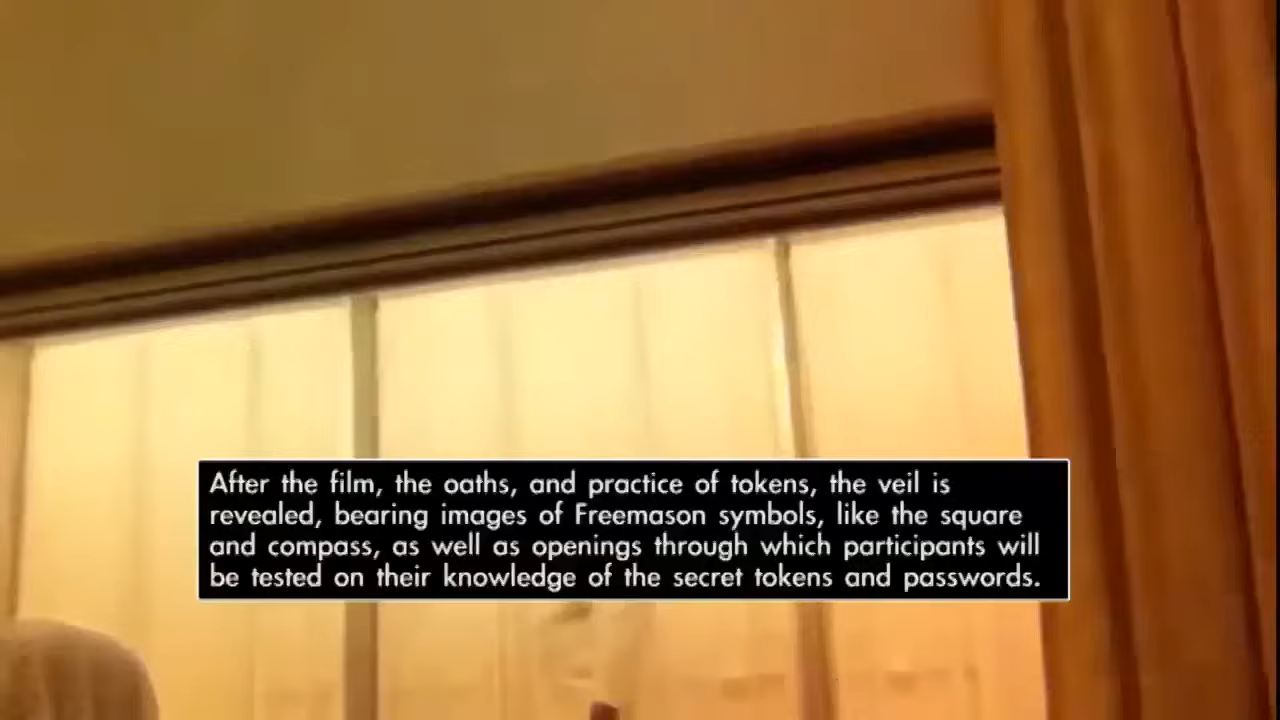 After the film, the oaths, and practice of tokens, the veil is
revealed, bearing images of Freemason symbols, like the square
and compass, as well as openings through which participants will
be tested on their knowledge of the secret tokens and passwords.